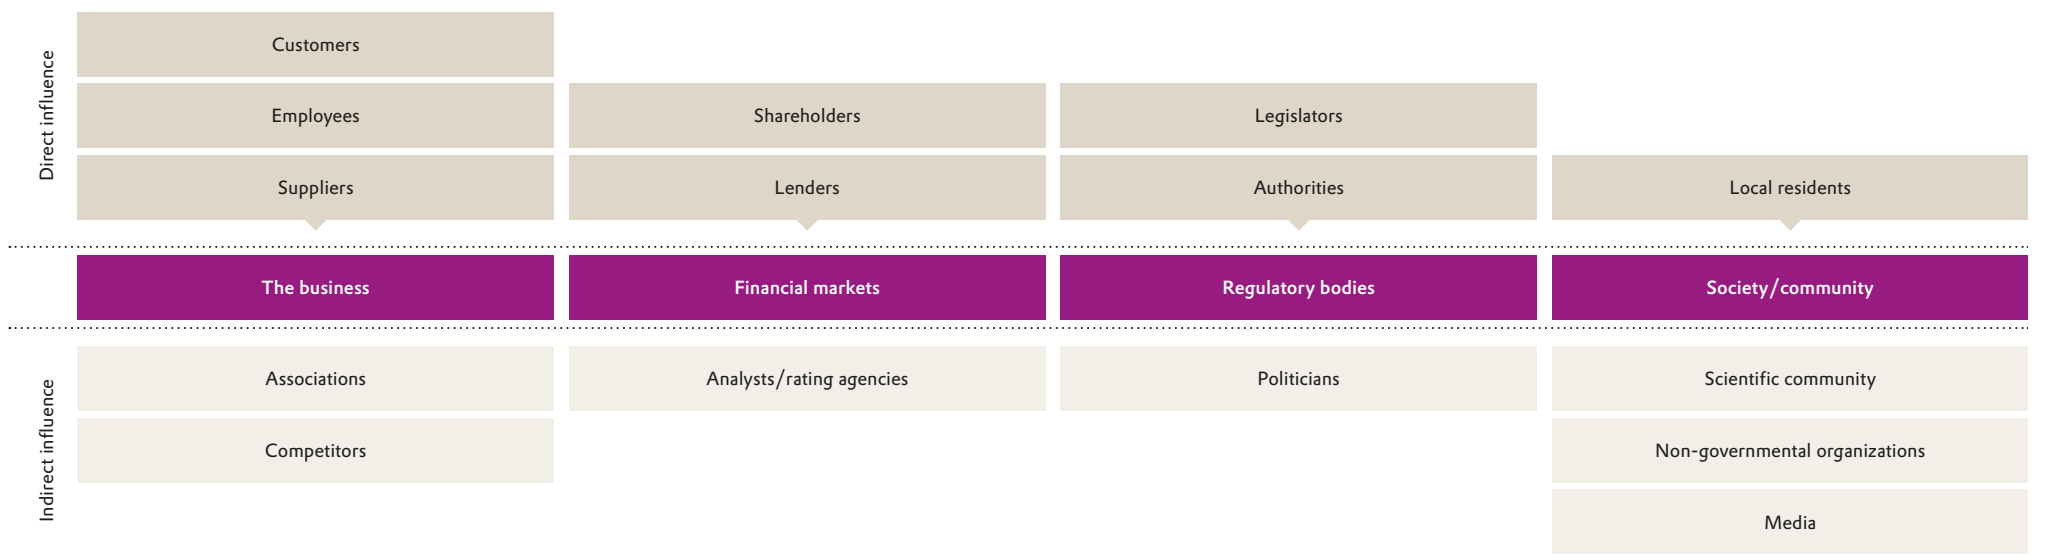 Direct influence
Customers
Employees
Shareholders
Legislators
Suppliers
Lenders
Authorities
Local residents
The business
Financial markets
Regulatory bodies
Society/community
Indirect influence
Associations
Analysts/rating agencies
Politicians
Scientific community
Competitors
Non-governmental organizations
Media